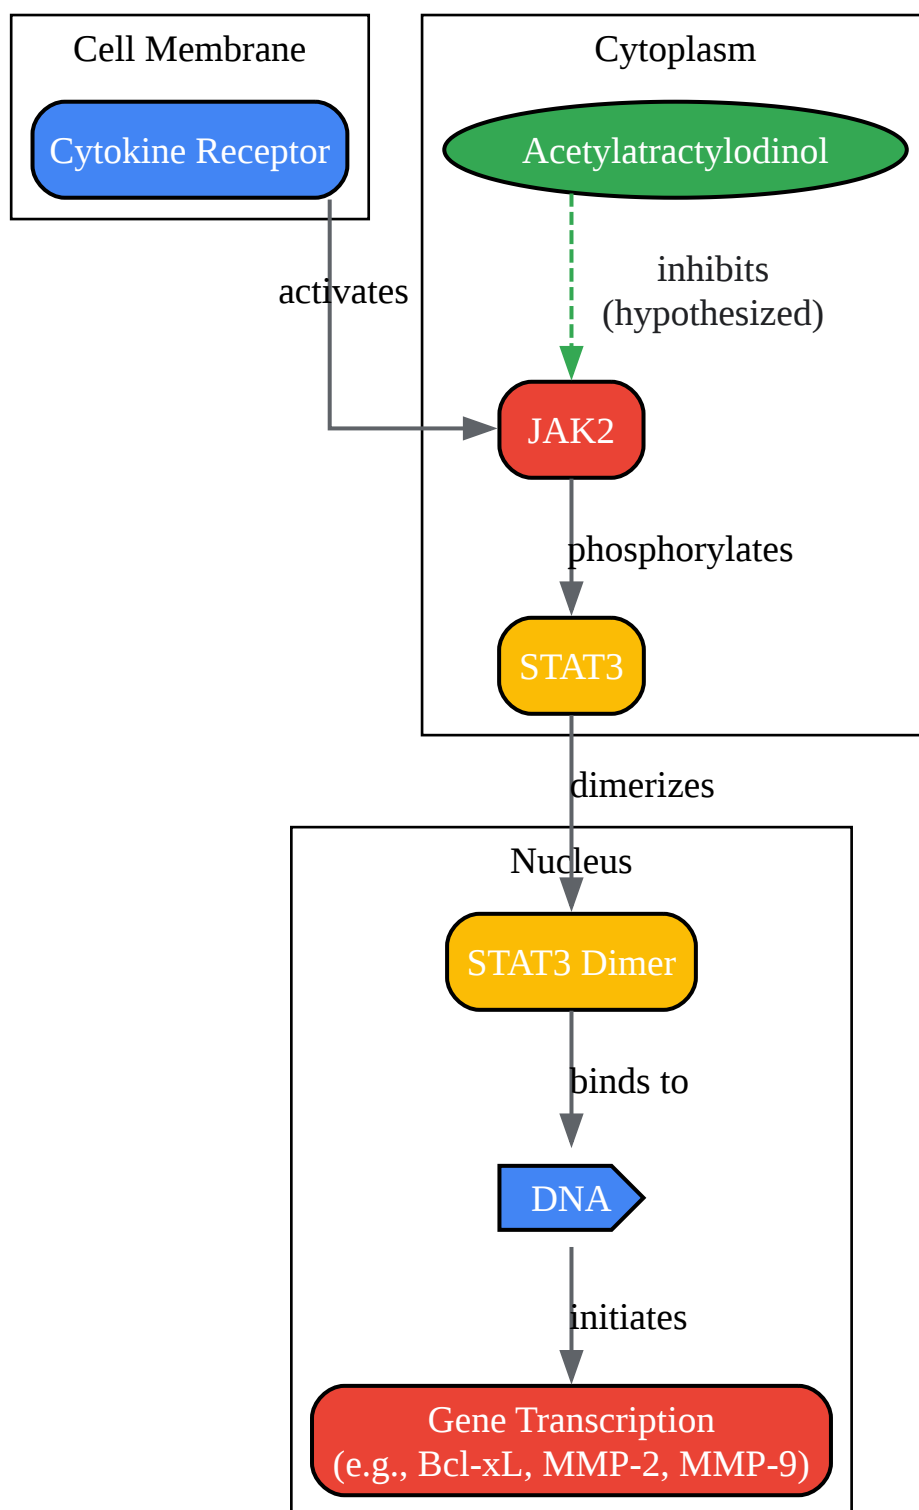 Cell Membrane
Cytoplasm
Cytokine Receptor
Acetylatractylodinol
activates
inhibits
(hypothesized)
JAK2
phosphorylates
STAT3
dimerizes
Nucleus
STAT3 Dimer
binds to
DNA
initiates
Gene Transcription
(e.g., Bcl-xL, MMP-2, MMP-9)